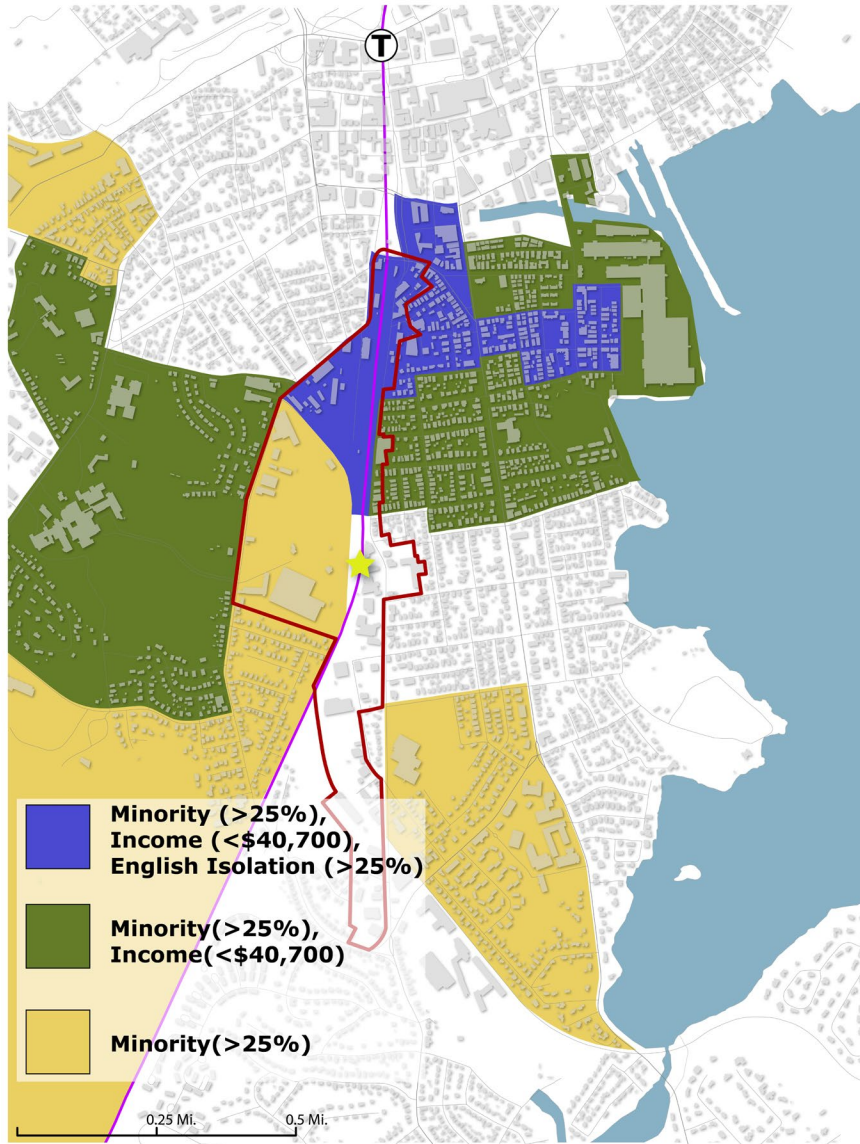 T
Minority (>25%),
Income (<$40,700),
English Isolation (>25%)
Minority(>25%),
Income(<$40,700)
Minority(>25%)
0.25 Mi.
0.5 Mi.